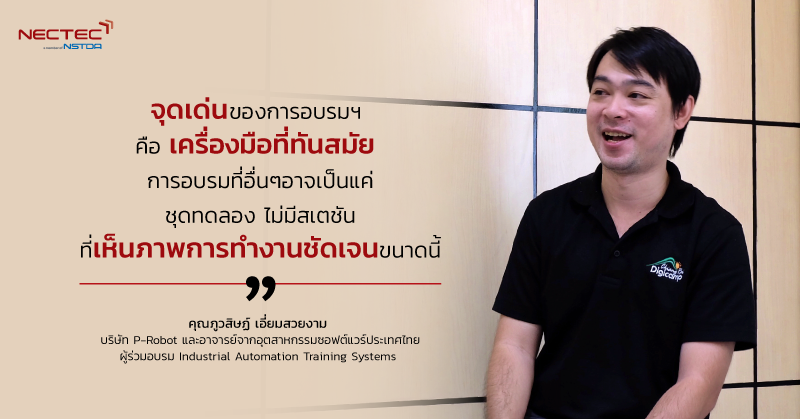 NECTEC
a member of NSTDA
จุดเด่นของการอบรมฯ
คือ เครื่องมือที่ทันสมัย
การอบรมที่อื่นๆอาจเป็นแค่
ชุดทดลอง ไม่มีสเตชัน
ที่เห็นภาพการทำงานชัดเจนขนาดนี้
”
คุณภูวสิษฏ์ เอี่ยมสวยงาม
บริษัท P-Robot และอาจารย์จากอุตสาหกรรมซอฟต์แวร์ประเทศไทย
ผู้ร่วมอบรม Industrial Automation Training Systems
Digicamp